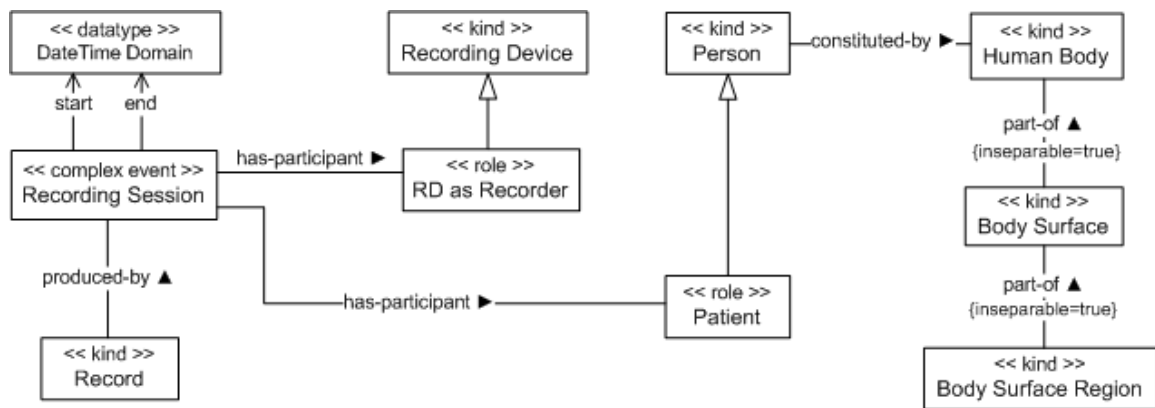 << datatype >>
DateTime Domain
<< kind >>
Recording Device
<< kind >>
Person
constituted-by ►
<< kind >>
Human Body
start
end
part-of ▲
{inseparable=true}
<< complex event >>
Recording Session
has-participant ►
<< role >>
RD as Recorder
<< kind >>
Body Surface
produced-by ▲
has-participant ►
<< role >>
Patient
part-of ▲
{inseparable=true}
<< kind >>
Record
<< kind >>
Body Surface Region